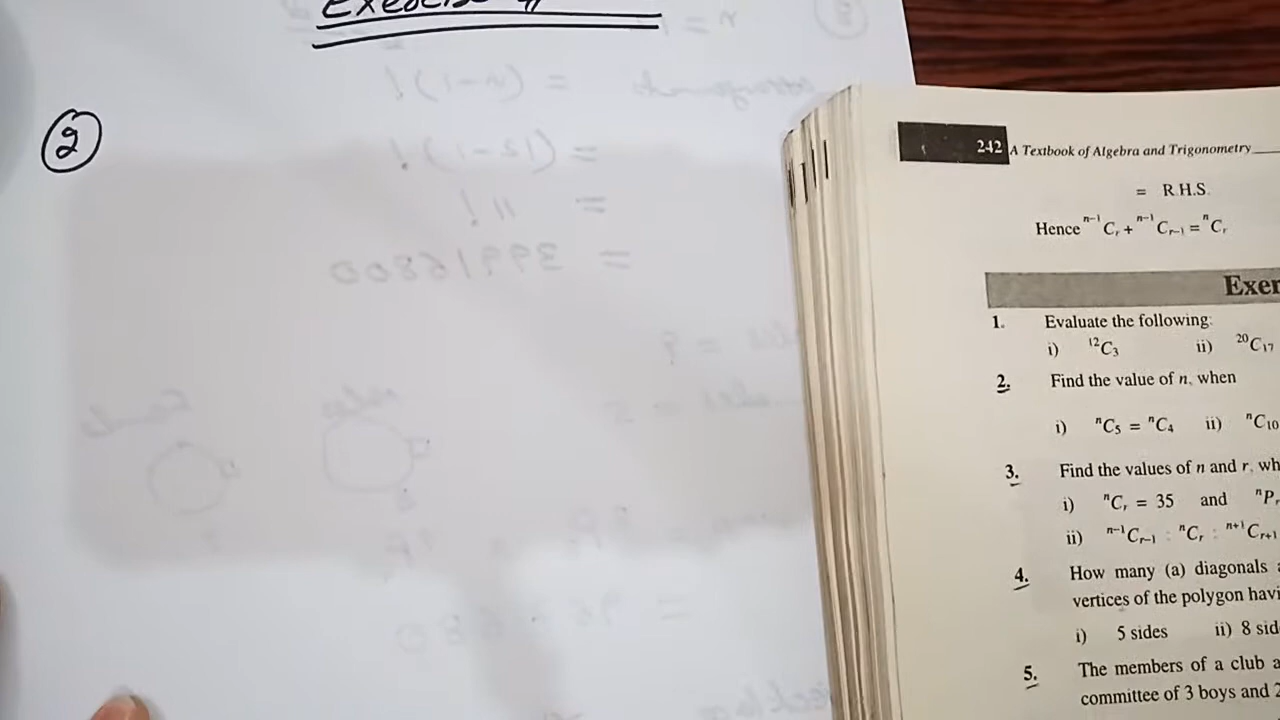 Exercise
2
242 A Textbook of Algebra and Trigonometry
= R.H.S.
Hence ⁿ⁻¹Cᵣ + ⁿ⁻¹Cᵣ₋₁ = ⁿCᵣ
1. Evaluate the following:
i) ¹²C₃ ii) ²⁰C₁₇
2. Find the value of n, when
i) ⁿC₅ = ⁿC₄ ii) ⁿC₁₀
3. Find the values of n and r, wh
i) ⁿCᵣ = 35 and ⁿPᵣ
ii) ⁿ⁻¹Cᵣ₋₁ : ⁿCᵣ : ⁿ⁺¹Cᵣ₊₁
4. How many (a) diagonals
vertices of the polygon havi
i) 5 sides ii) 8 sid
5. The members of a club a
committee of 3 boys and 2